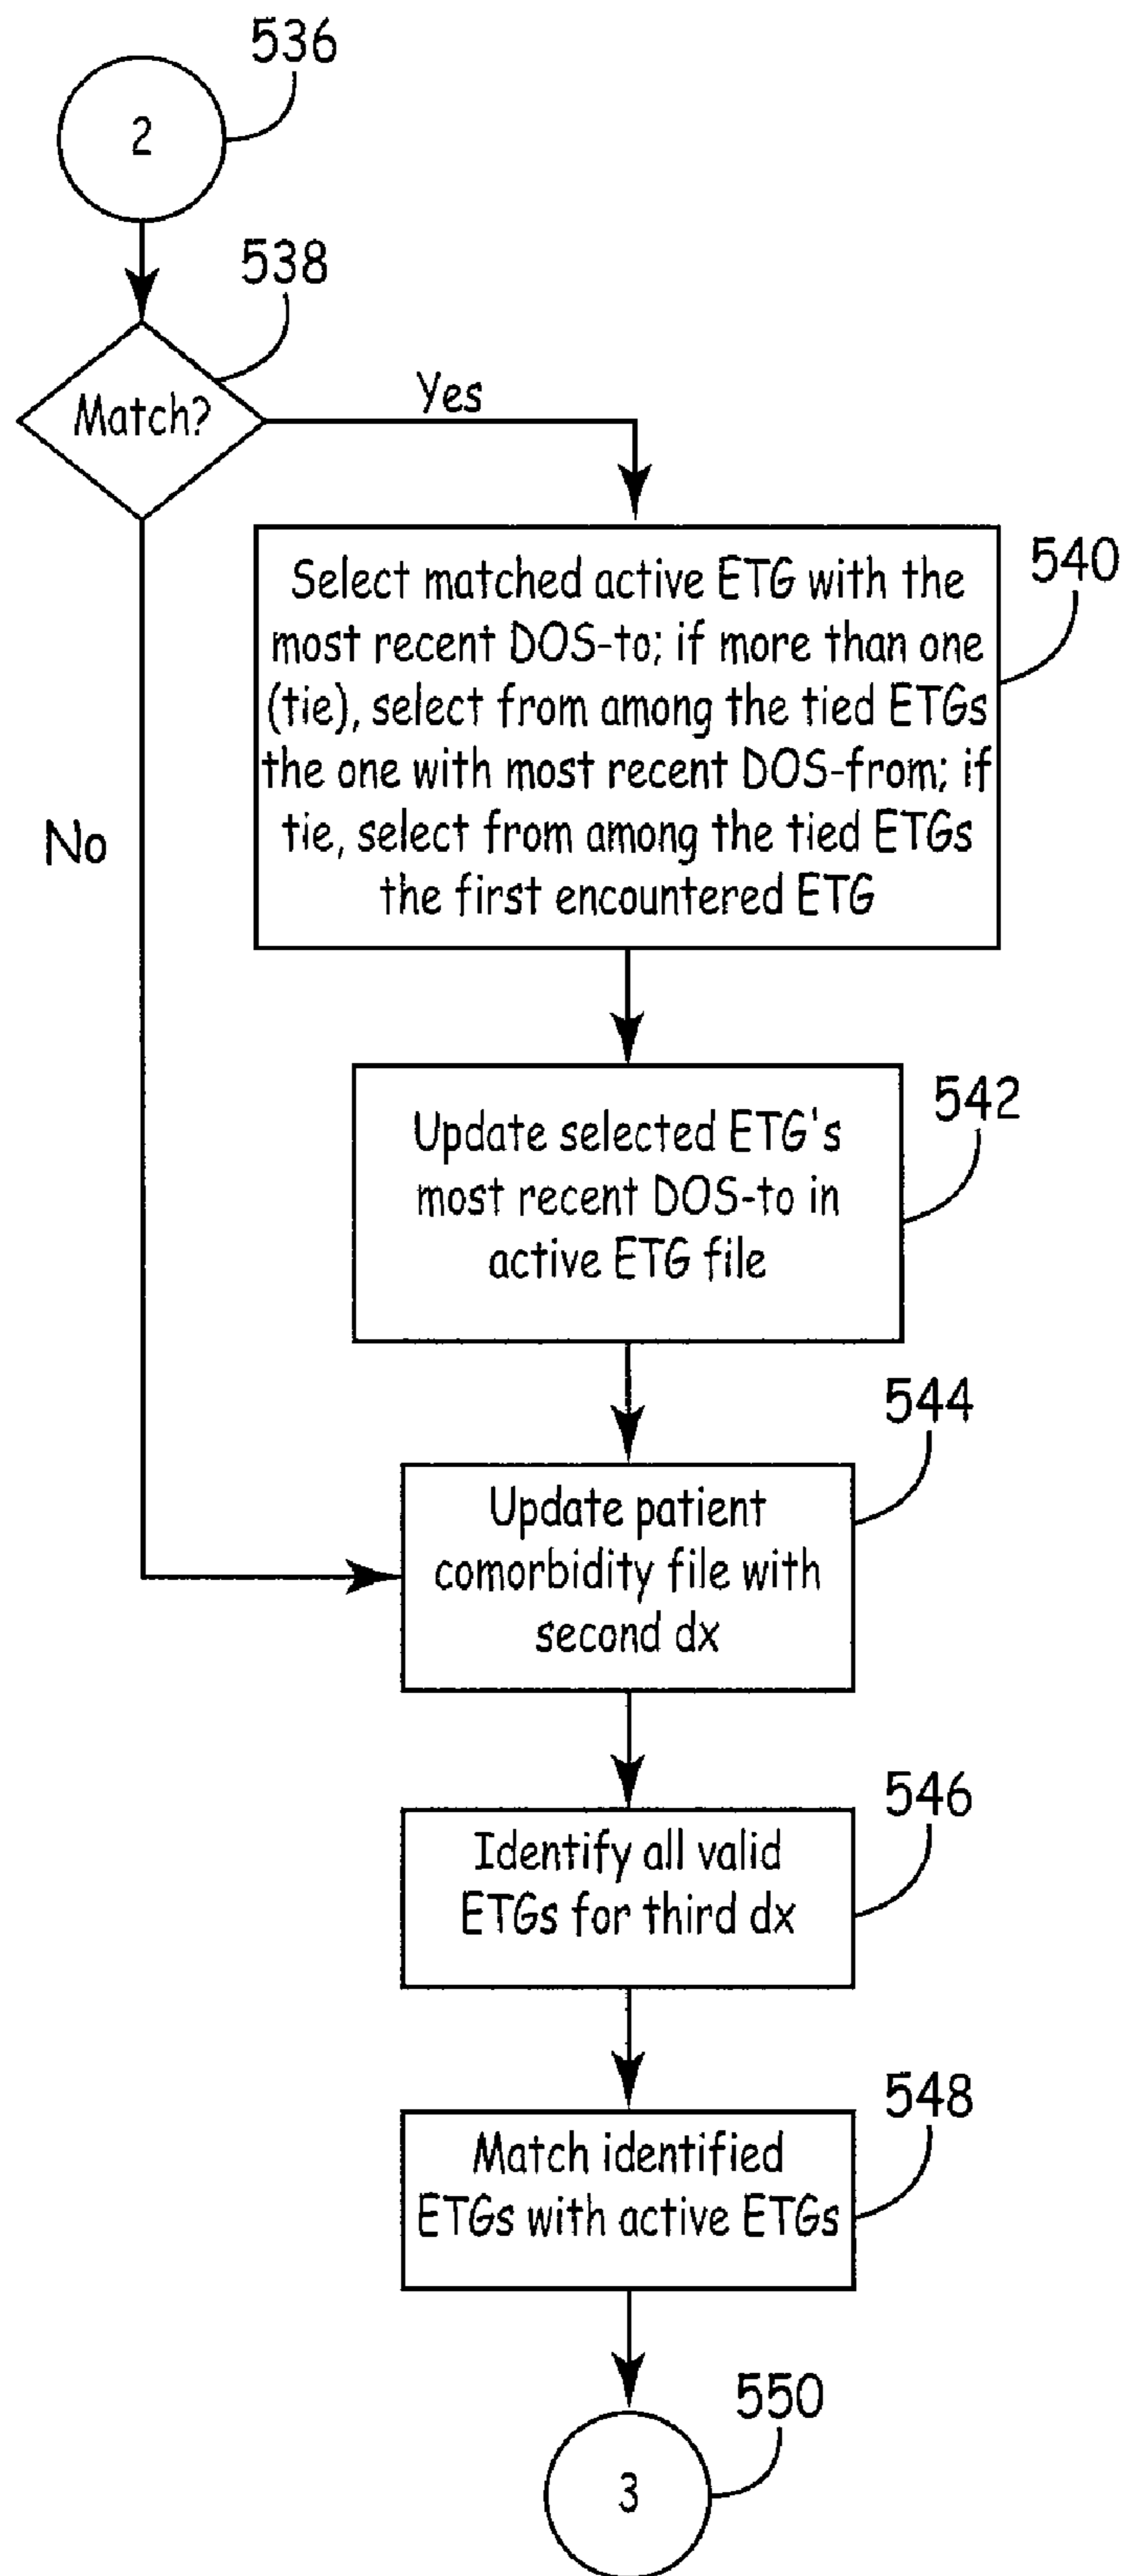 536
2
538
Match?
Yes
540
Select matched active ETG with the
most recent DOS-to; if more than one
(tie), select from among the tied ETGs
the one with most recent DOS-from; if
tie, select from among the tied ETGs
the first encountered ETG
No
542
Update selected ETG's
most recent DOS-to in
active ETG file
544
Update patient
comorbidity file with
second dx
546
Identify all valid
ETGs for third dx
548
Match identified
ETGs with active ETGs
550
3